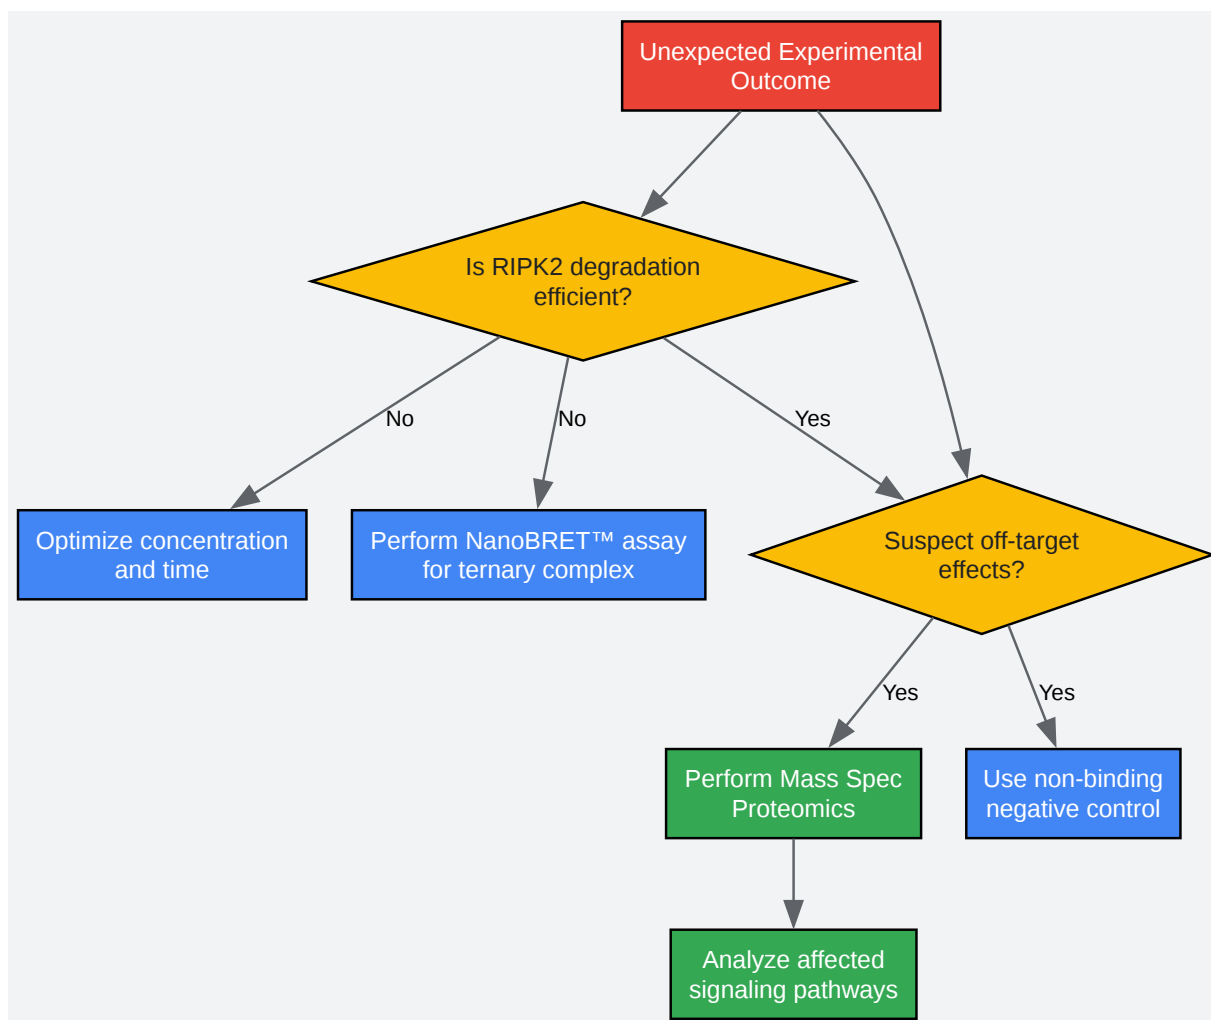 Unexpected Experimental
Outcome
Is RIPK2 degradation
efficient?
No
No
Yes
Optimize concentration
and time
Perform NanoBRET™ assay
for ternary complex
Suspect off-target
effects?
Yes
Yes
Perform Mass Spec
Proteomics
Use non-binding
negative control
Analyze affected
signaling pathways